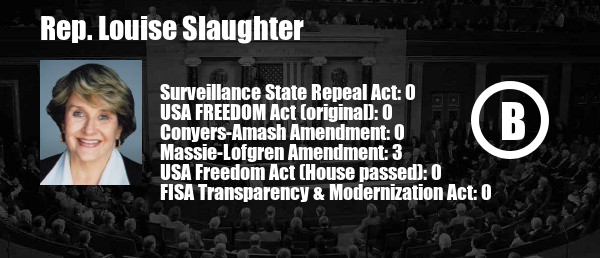 Rep. Louise Slaughter
Surveillance State Repeal Act: 0
USA FREEDOM Act (original): 0
Conyers-Amash Amendment: 0
Massie-Lofgren Amendment: 3
USA Freedom Act (House passed): 0
FISA Transparency & Modernization Act: 0
B